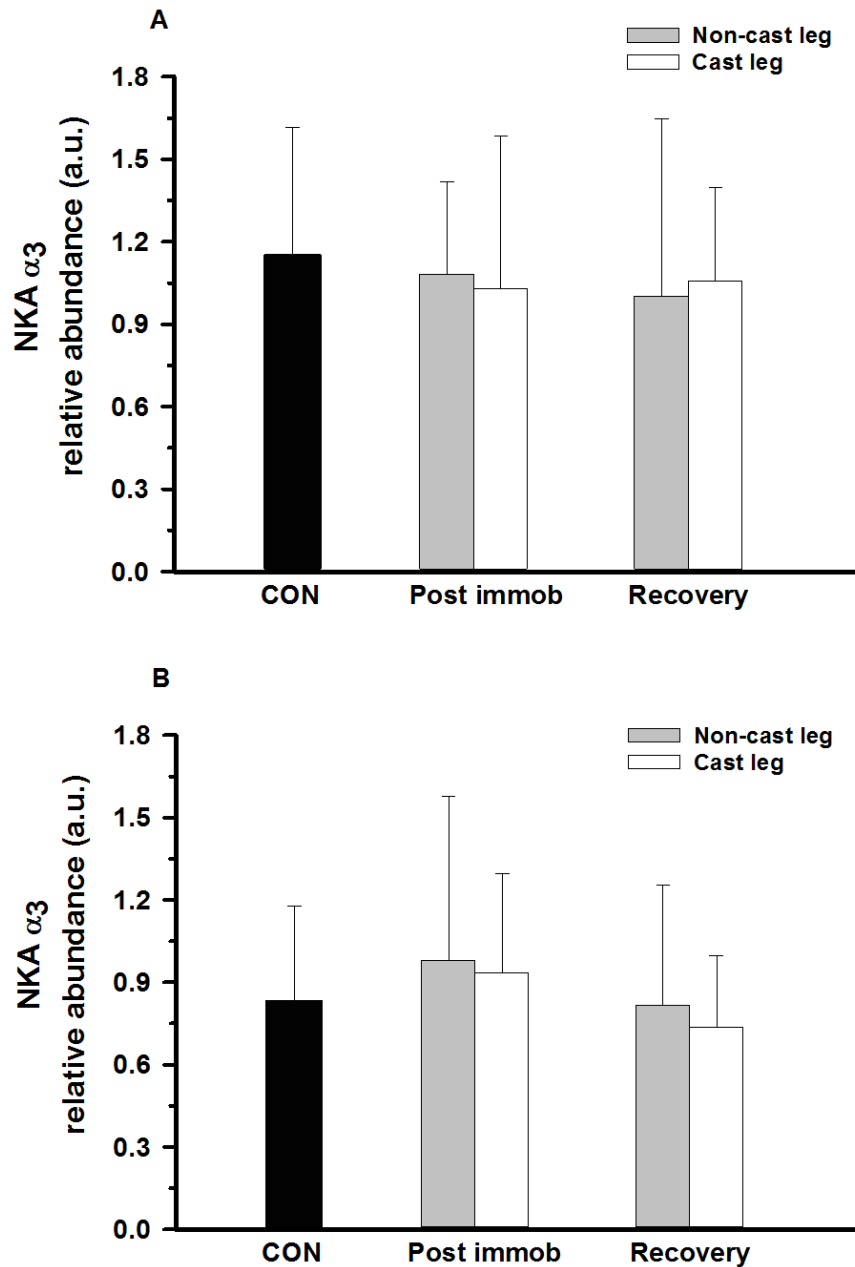 A
Non-cast leg
Cast leg
NKA α3
relative abundance (a.u.)
1.8
1.5
1.2
0.9
0.6
0.3
0.0
CON Post immob Recovery
B
Non-cast leg
Cast leg
NKA α3
relative abundance (a.u.)
1.8
1.5
1.2
0.9
0.6
0.3
0.0
CON Post immob Recovery